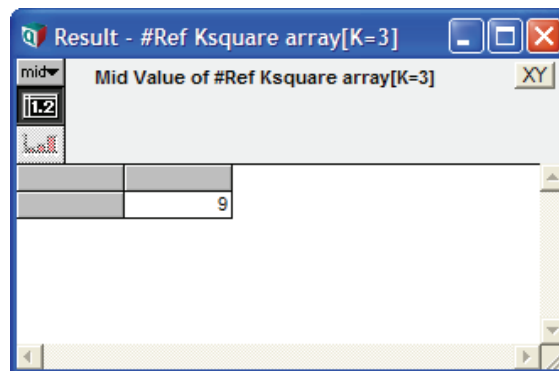 Result - #Ref Ksquare array[K=3]
mid
Mid Value of #Ref Ksquare array[K=3]
XY
1.2
9